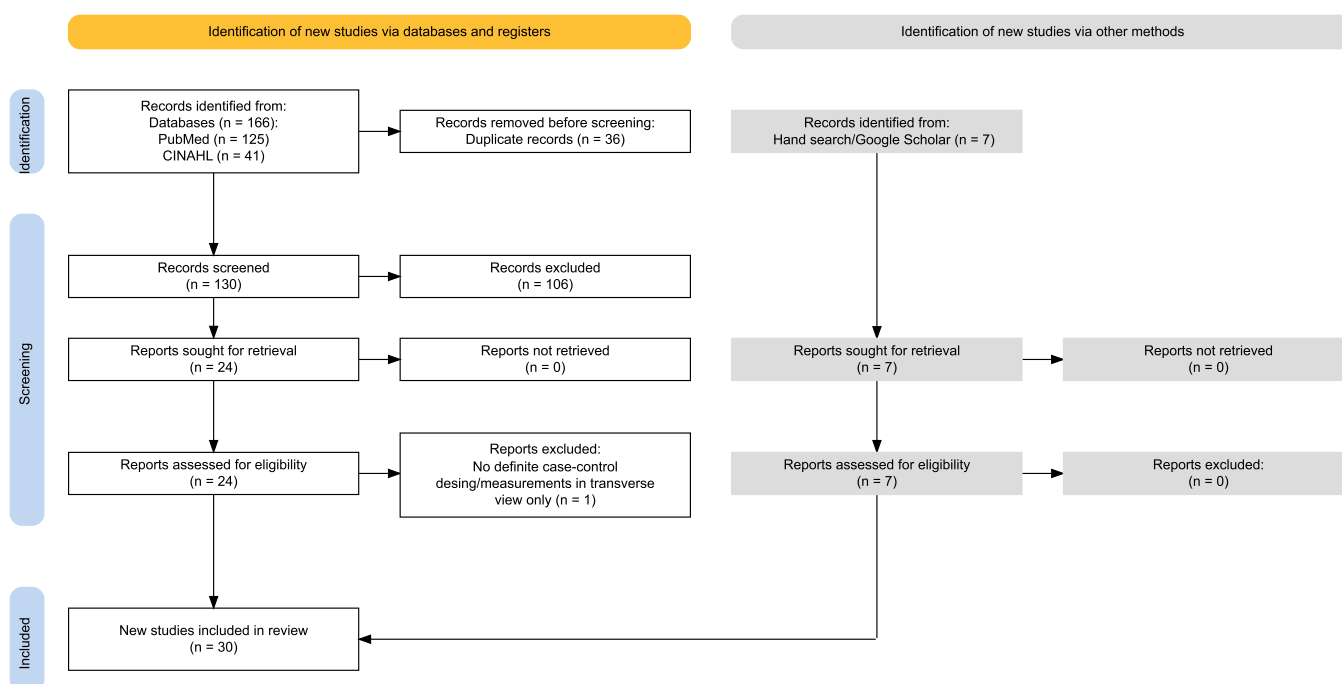 Identification of new studies via databases and registers
Identification of new studies via other methods
Identification
Records identified from:
Databases (n = 166):
PubMed (n = 125)
CINAHL (n = 41)
Records removed before screening:
Duplicate records (n = 36)
Records identified from:
Hand search/Google Scholar (n = 7)
Screening
Records screened
(n = 130)
Records excluded
(n = 106)
Reports sought for retrieval
(n = 24)
Reports not retrieved
(n = 0)
Reports sought for retrieval
(n = 7)
Reports not retrieved
(n = 0)
Reports assessed for eligibility
(n = 24)
Reports excluded:
No definite case-control
desing/measurements in transverse
view only (n = 1)
Reports assessed for eligibility
(n = 7)
Reports excluded:
(n = 0)
Included
New studies included in review
(n = 30)